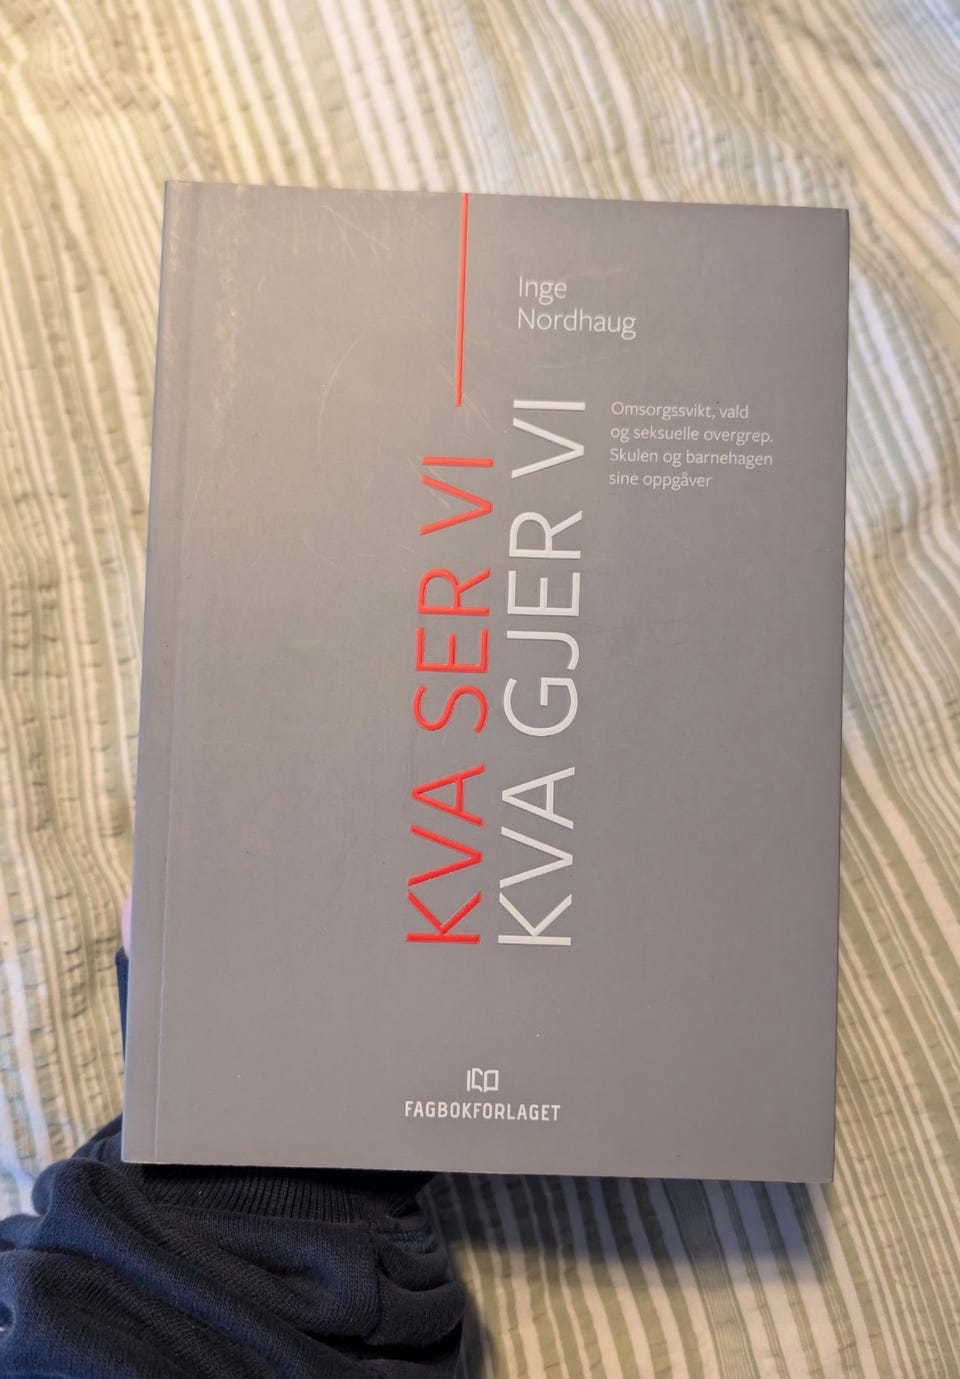 Inge
Nordhaug
KVA SER VI
KVA GJER VI
Omsorgssvikt, vald
og seksuelle overgrep.
Skulen og barnehagen
sine oppgåver
FAGBOKFORLAGET